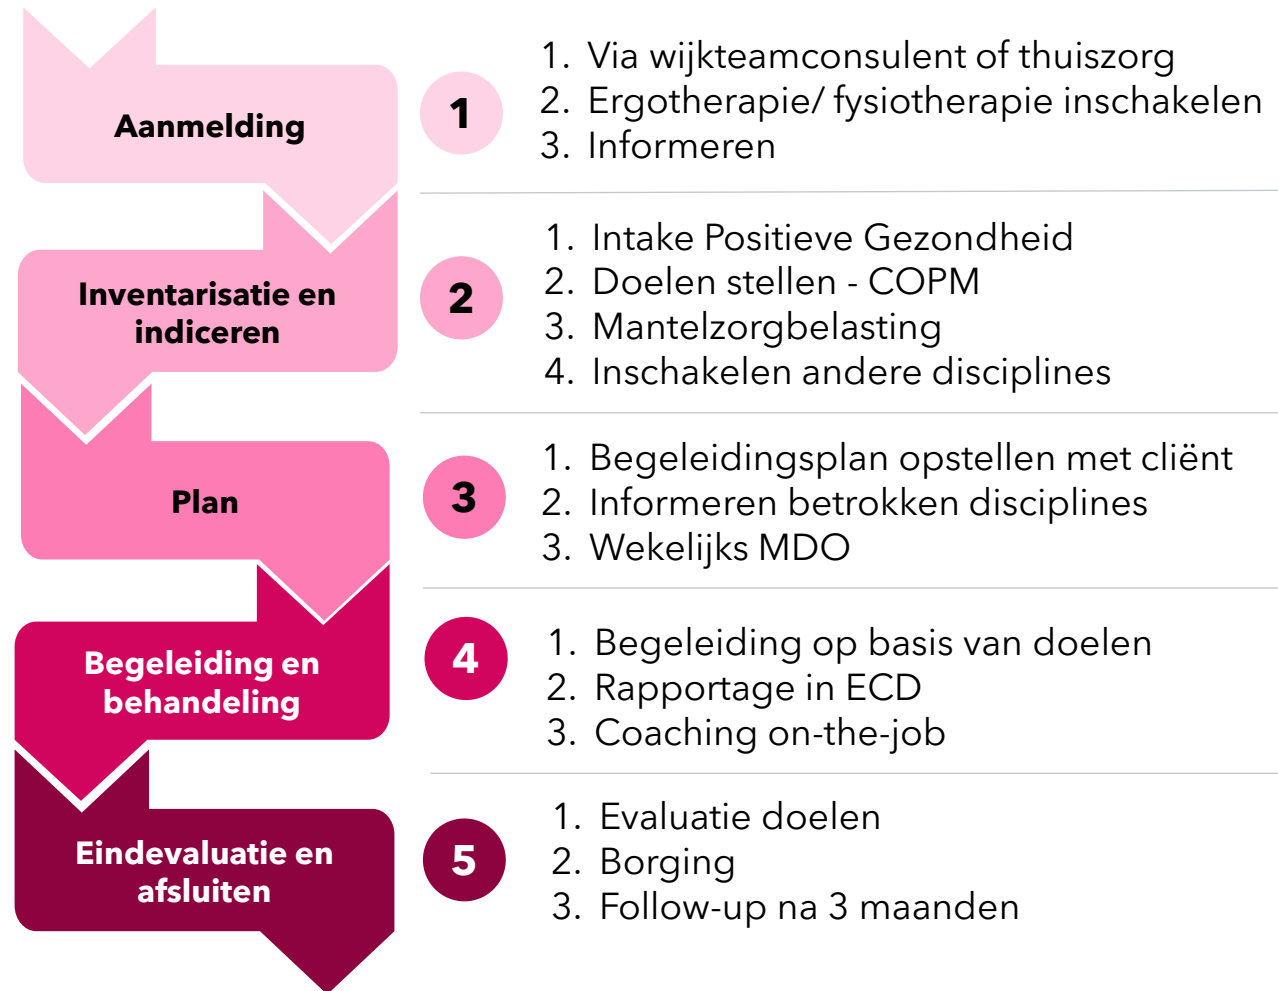 Aanmelding
1
1. Via wijkteamconsulent of thuiszorg
2. Ergotherapie/ fysiotherapie inschakelen
3. Informeren
Inventarisatie en
indiceren
2
1. Intake Positieve Gezondheid
2. Doelen stellen - COPM
3. Mantelzorgbelasting
4. Inschakelen andere disciplines
Plan
3
1. Begeleidingsplan opstellen met cliënt
2. Informeren betrokken disciplines
3. Wekelijks MDO
Begeleiding en
behandeling
4
1. Begeleiding op basis van doelen
2. Rapportage in ECD
3. Coaching on-the-job
Eindevaluatie en
afsluiten
5
1. Evaluatie doelen
2. Borging
3. Follow-up na 3 maanden